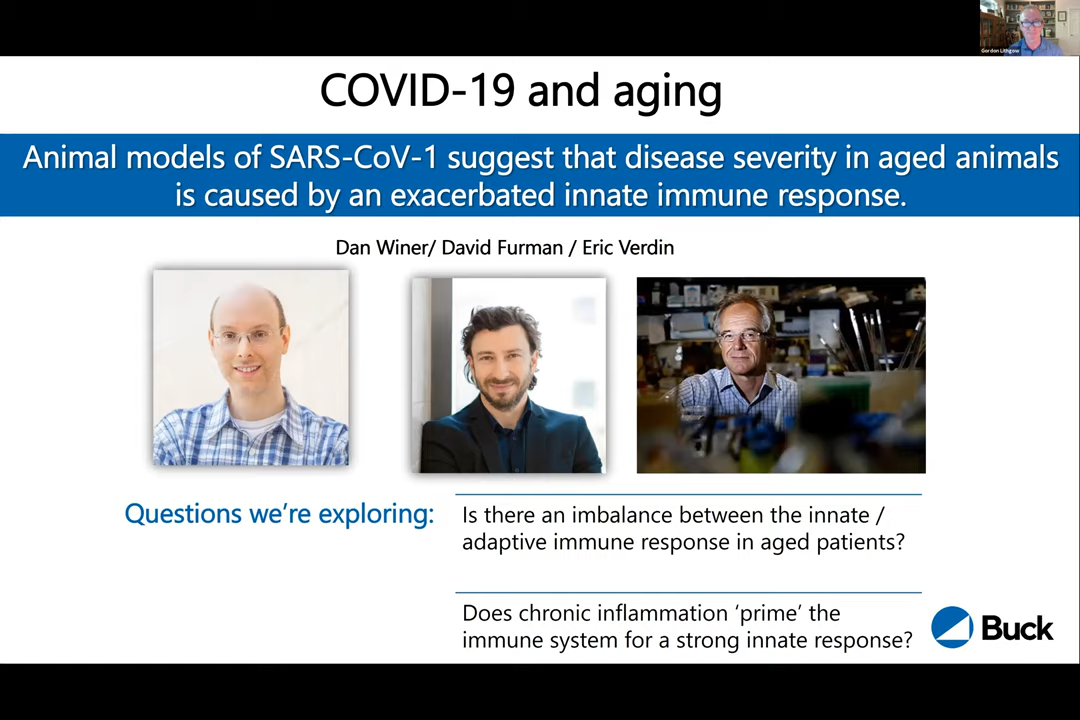 Gordon Lithgow
COVID-19 and aging
Animal models of SARS-CoV-1 suggest that disease severity in aged animals
is caused by an exacerbated innate immune response.
Dan Winer/ David Furman / Eric Verdin
Questions we’re exploring:
Is there an imbalance between the innate /
adaptive immune response in aged patients?
Does chronic inflammation ‘prime’ the
immune system for a strong innate response?
Buck